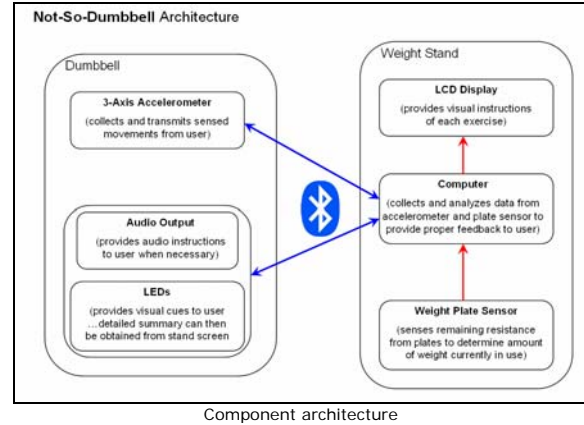 Not-So-Dumbbell Architecture
Dumbbell
3-Axis Accelerometer
(collects and transmits sensed
movements from user)
Audio Output
(provides audio instructions
to user when necessary)
LEDs
(provides visual cues to user
...detailed summary can then
be obtained from stand screen
Weight Stand
LCD Display
(provides visual instructions
of each exercise)
Computer
(collects and analyzes data from
accelerometer and plate sensor to
provide proper feedback to user)
Weight Plate Sensor
(senses remaining resistance
from plates to determine amount
of weight currently in use)
Component architecture